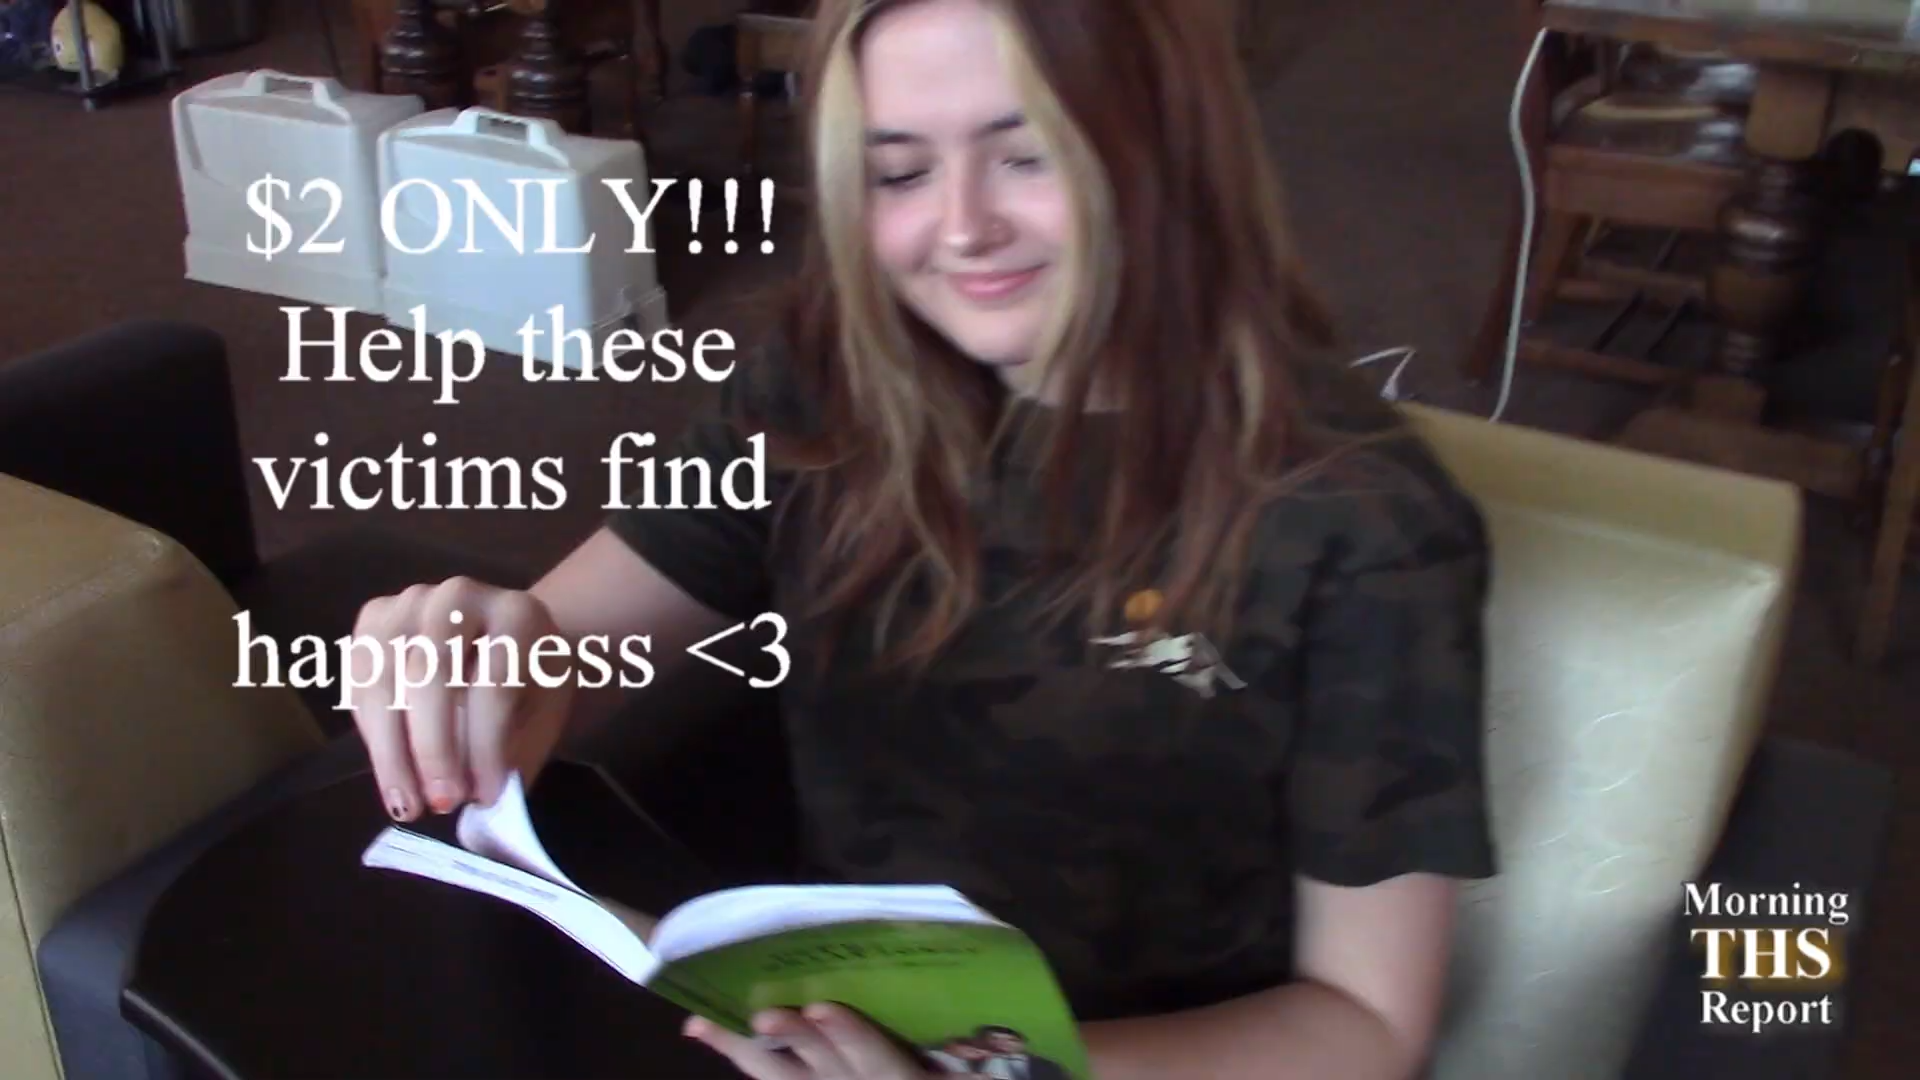 $2 ONLY!!!
Help these
victims find
happiness <3
Morning
THS
Report